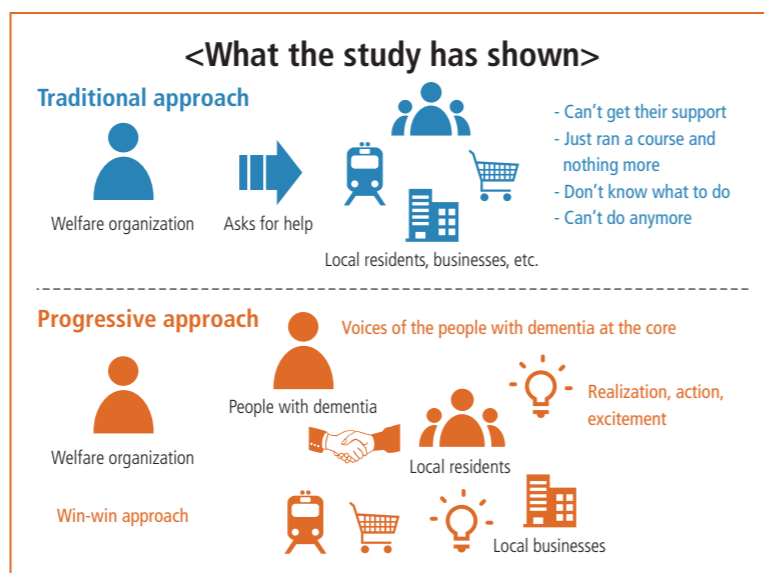 <What the study has shown>
Traditional approach
Welfare organization
Asks for help
Local residents, businesses, etc.
- Can't get their support
- Just ran a course and
nothing more
- Don't know what to do
- Can't do anymore
Progressive approach
Voices of the people with dementia at the core
People with dementia
Welfare organization
Local residents
Realization, action,
excitement
Win-win approach
Local businesses